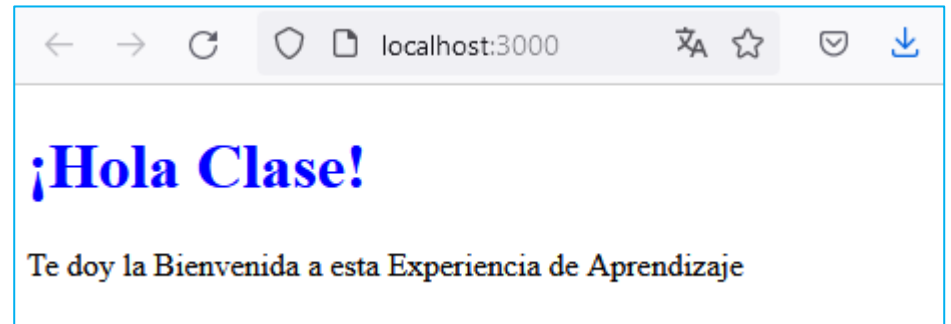 localhost:3000
¡Hola Clase!
Te doy la Bienvenida a esta Experiencia de Aprendizaje